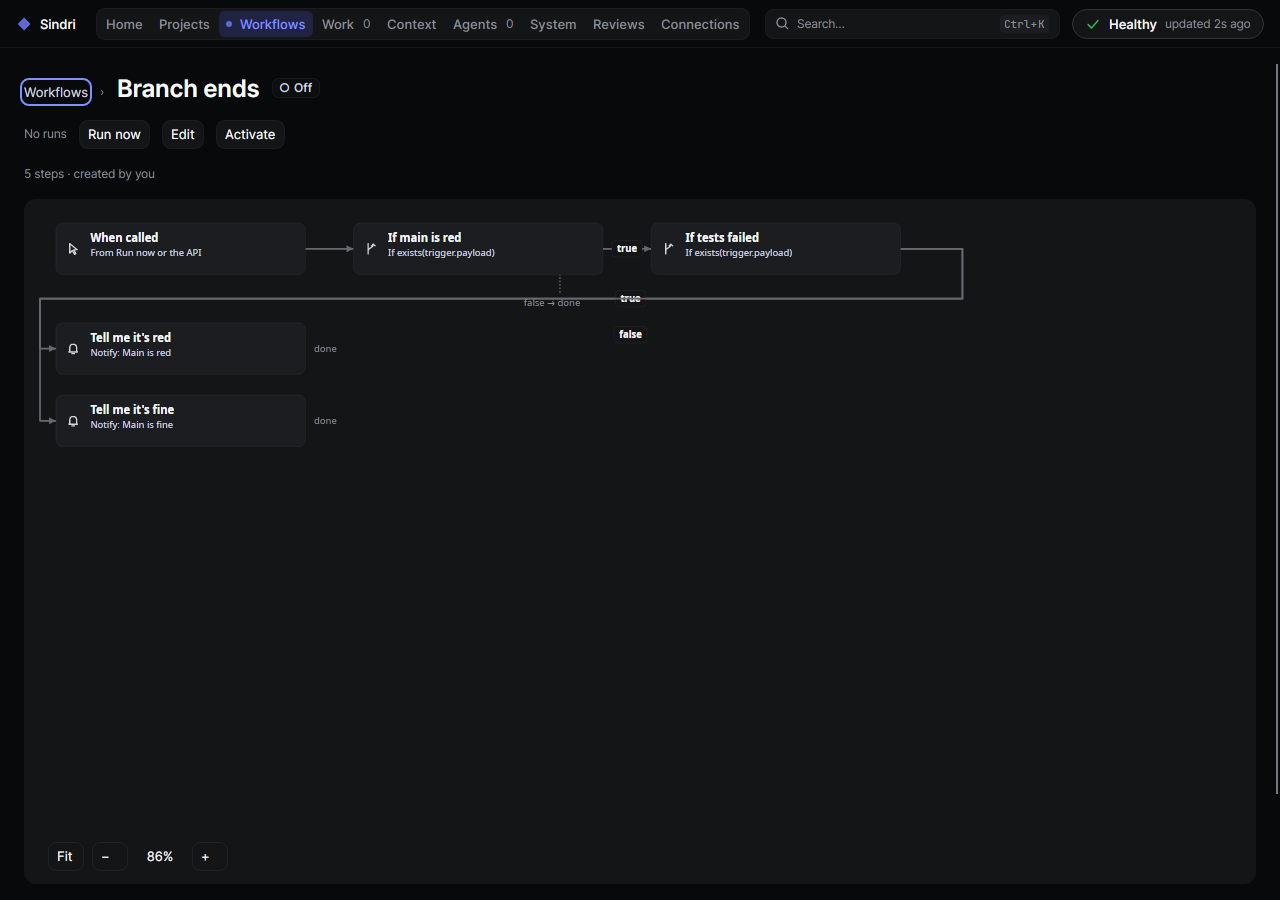 Sindri
Home Projects Workflows Work 0 Context Agents 0 System Reviews Connections
Search... Ctrl+K
Healthy updated 2s ago
Workflows › Branch ends Off
No runs Run now Edit Activate
5 steps · created by you
When called
From Run now or the API
If main is red
If exists(trigger.payload)
true
If tests failed
If exists(trigger.payload)
false → done
true
false
Tell me it's red
Notify: Main is red
done
Tell me it's fine
Notify: Main is fine
done
Fit − 86% +